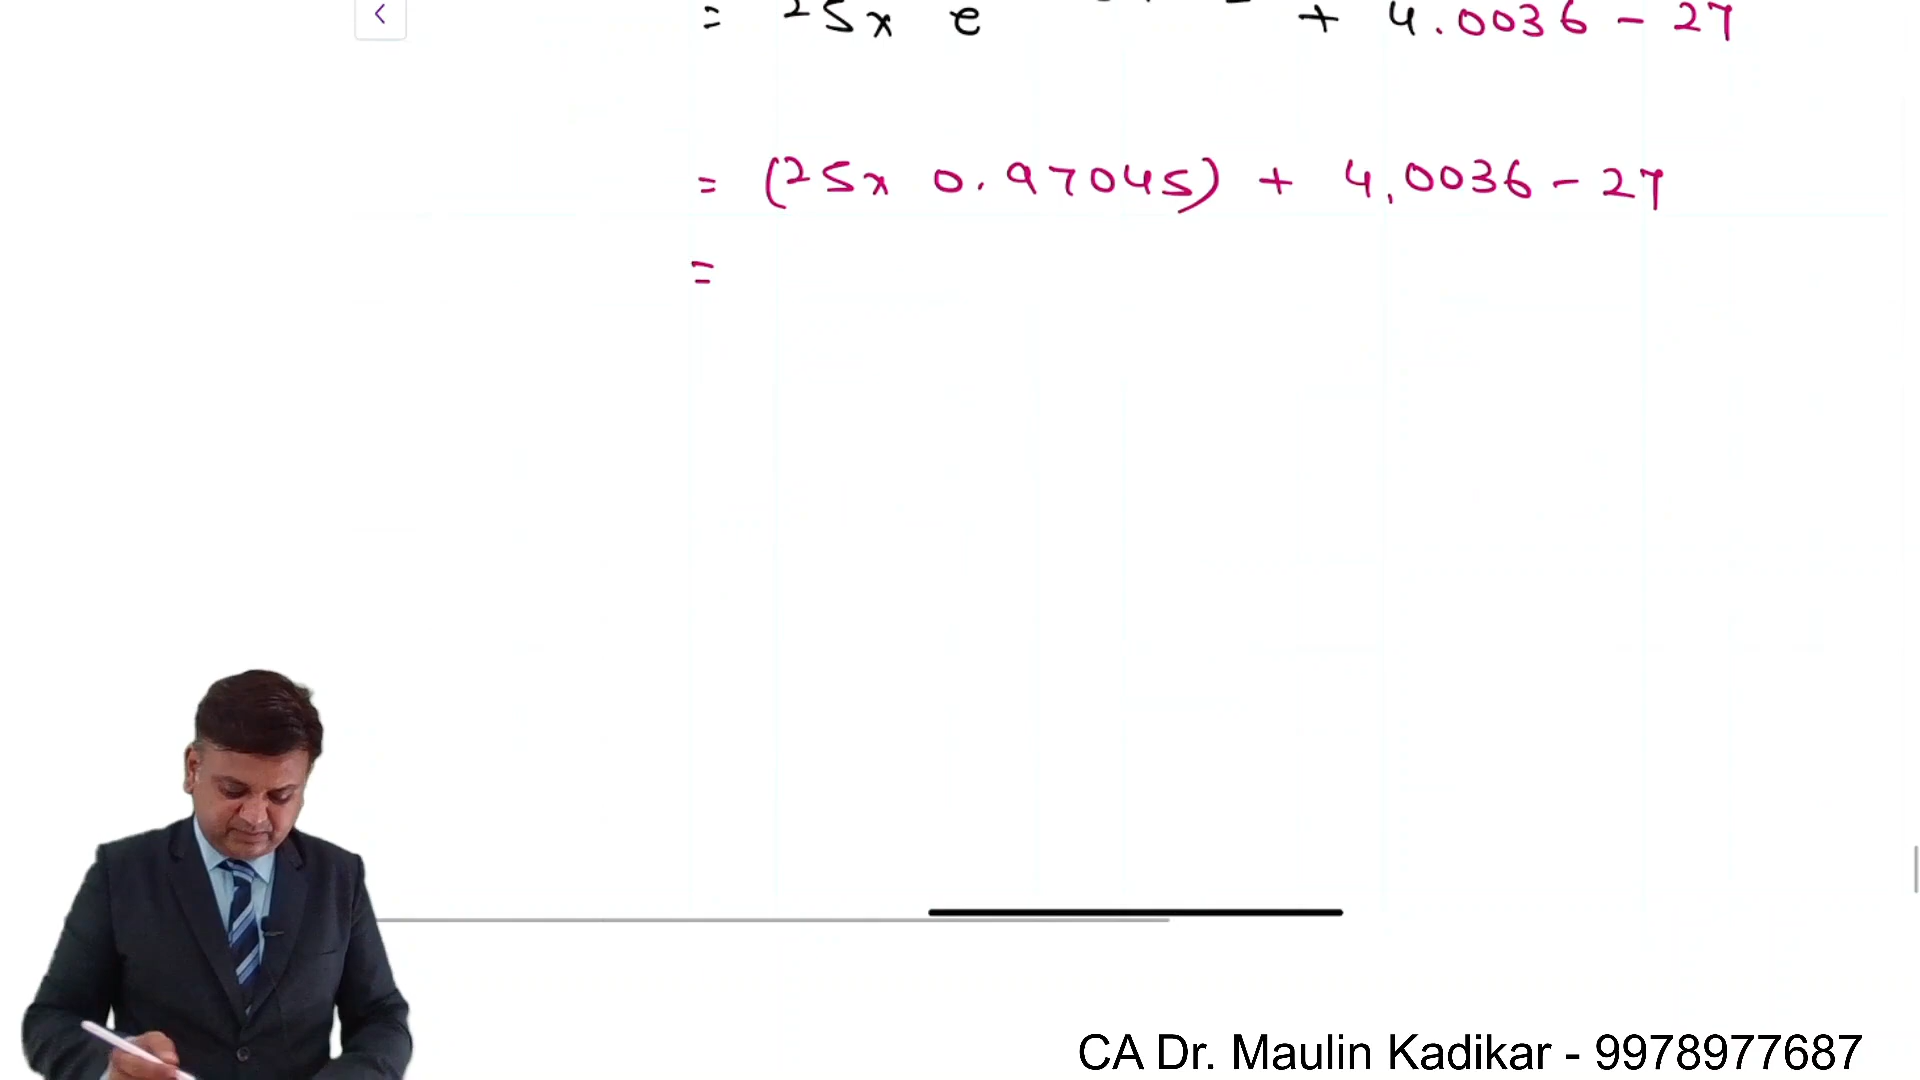 = 25x e + 4.0036 - 27
= (25x 0.97045) + 4.0036 - 27
=
CA Dr. Maulin Kadikar - 9978977687